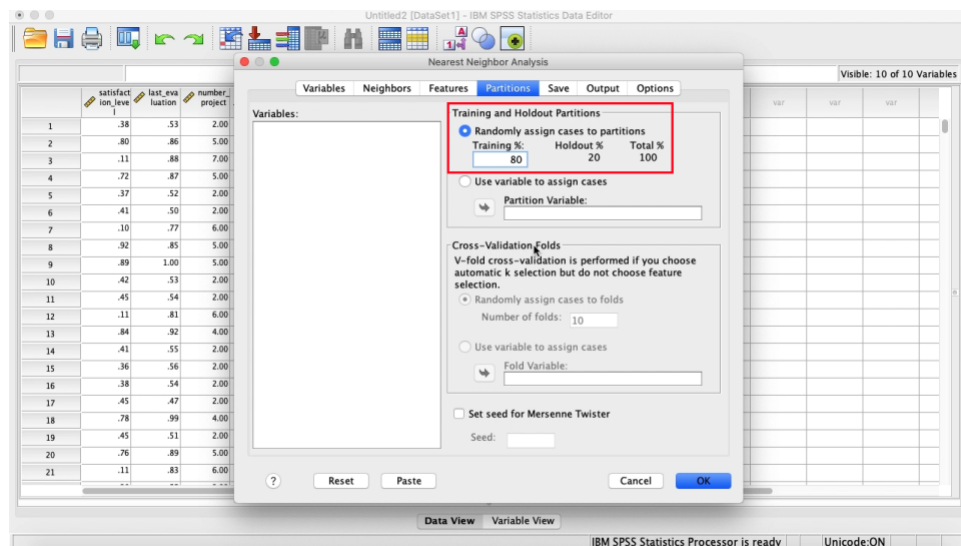 Untitled2 [DataSet1] - IBM SPSS Statistics Data Editor
Nearest Neighbor Analysis
Visible: 10 of 10 Variables
Variables Neighbors Features Partitions Save Output Options
satisfact
ion_leve
l
last_eva
luation
number_
project
var var var
1 .38 .53 2.00
2 .80 .86 5.00
3 .11 .88 7.00
4 .72 .87 5.00
5 .37 .52 2.00
6 .41 .50 2.00
7 .10 .77 6.00
8 .92 .85 5.00
9 .89 1.00 5.00
10 .42 .53 2.00
11 .45 .54 2.00
12 .11 .81 6.00
13 .84 .92 4.00
14 .41 .55 2.00
15 .36 .56 2.00
16 .38 .54 2.00
17 .45 .47 2.00
18 .78 .99 4.00
19 .45 .51 2.00
20 .76 .89 5.00
21 .11 .83 6.00
Variables:
Training and Holdout Partitions
Randomly assign cases to partitions
Training %: Holdout % Total %
80 20 100
Use variable to assign cases
Partition Variable:
Cross-Validation Folds
V-fold cross-validation is performed if you choose
automatic k selection but do not choose feature
selection.
Randomly assign cases to folds
Number of folds: 10
Use variable to assign cases
Fold Variable:
Set seed for Mersenne Twister
Seed:
? Reset Paste Cancel OK
Data View Variable View
IBM SPSS Statistics Processor is ready Unicode:ON